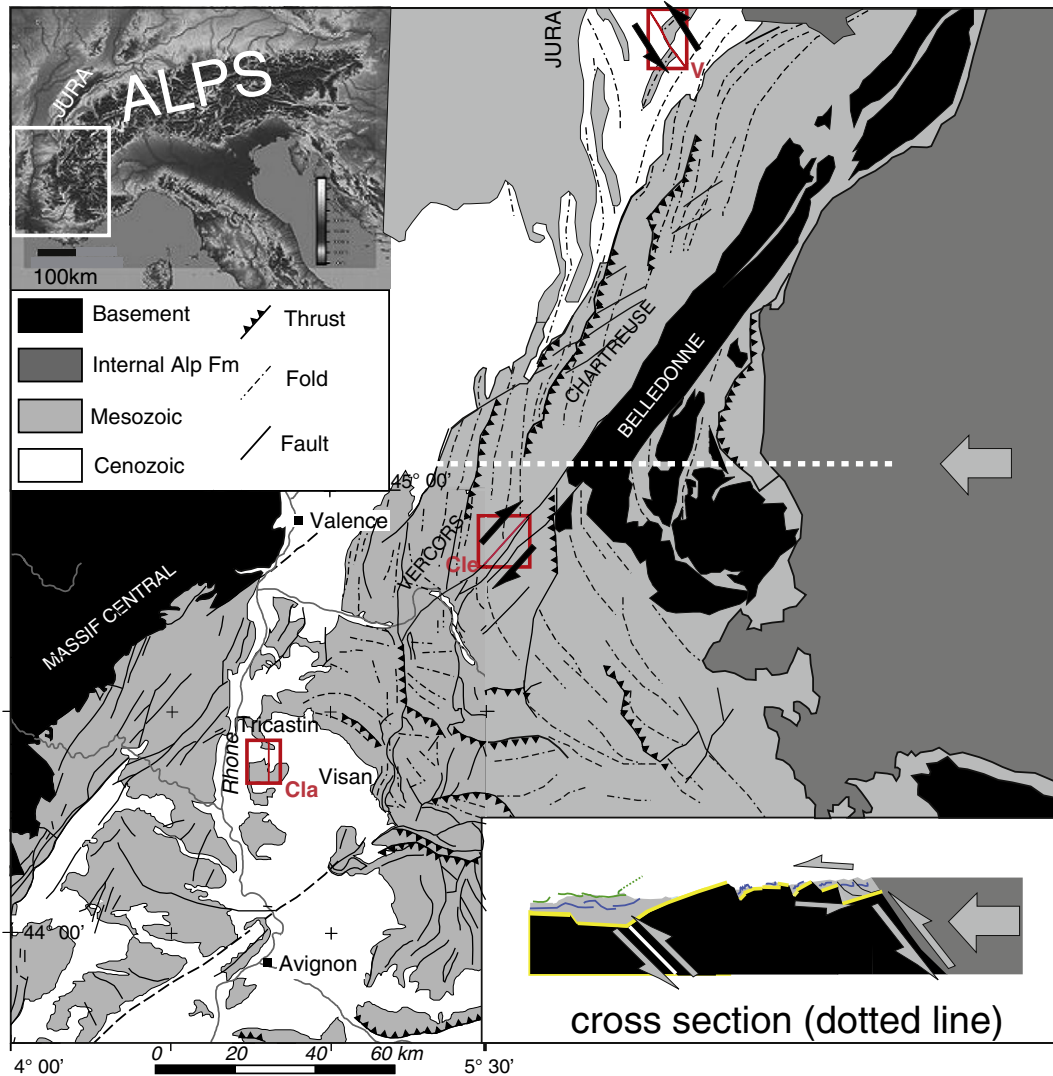 JURA
ALPS
100km
Basement
Internal Alp Fm
Mesozoic
Cenozoic
Thrust
Fold
Fault
JURA
V
CHARTREUSE
BELLEDONNE
45° 00'
Valence
VERCORS
Cle
MASSIF CENTRAL
Tricastin
Rhone
Visan
Cla
44° 00'
Avignon
4° 00'
0 20 40 60 km
5° 30'
cross section (dotted line)